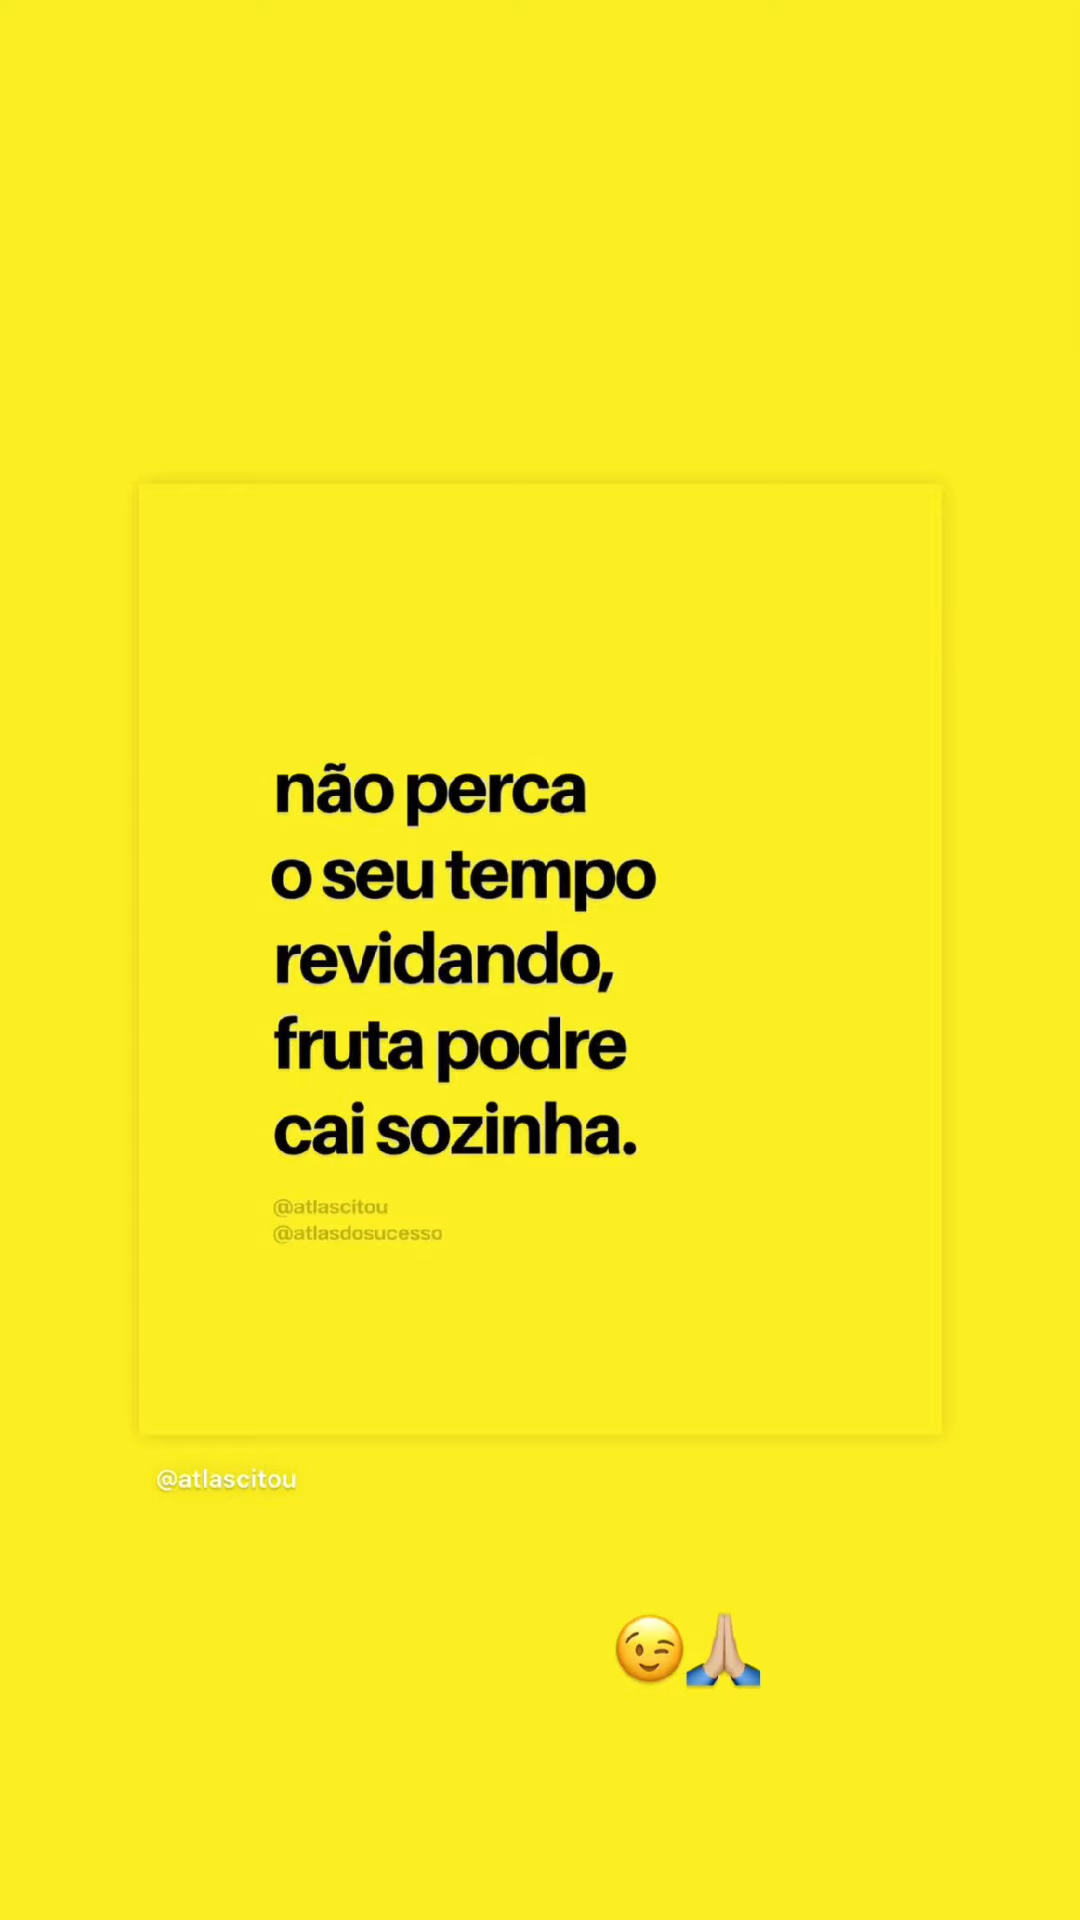 não perca
o seu tempo
revidando,
fruta podre
cai sozinha.
@atlascitou
@atlasdosucesso
@atlascitou
😉🙏🏼